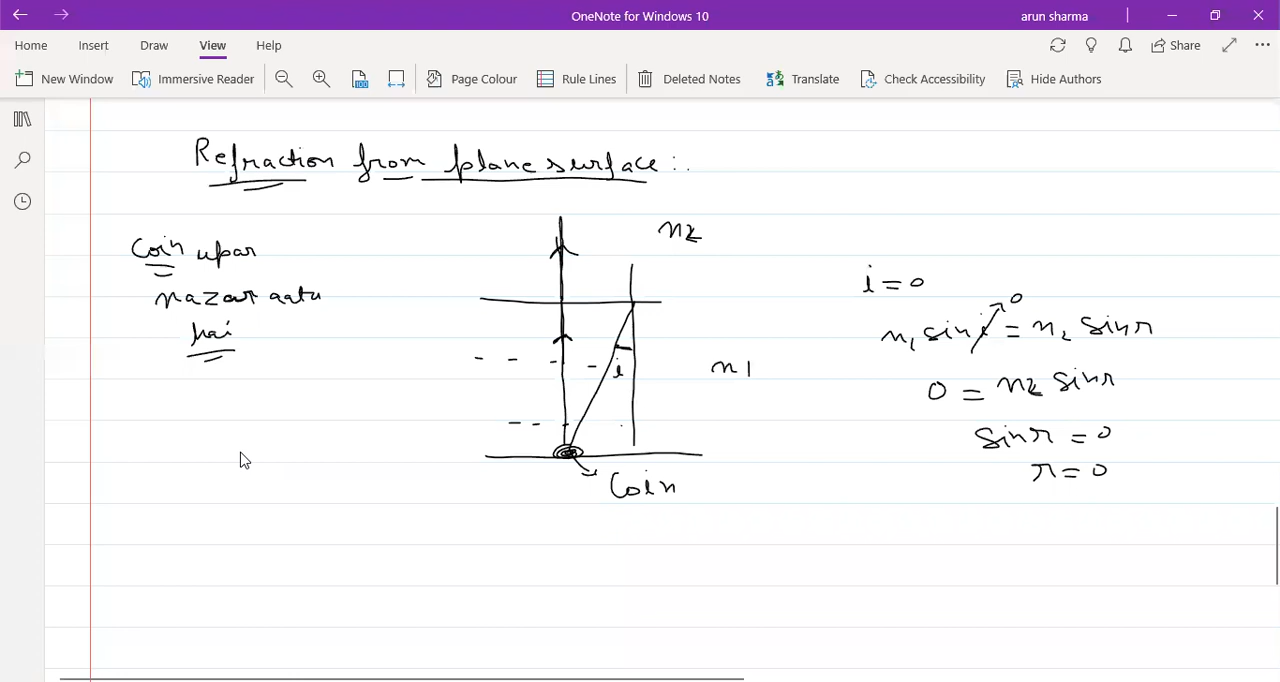 OneNote for Windows 10
arun sharma
Home Insert Draw View Help
Share
New Window Immersive Reader Page Colour Rule Lines Deleted Notes Translate Check Accessibility Hide Authors
Refraction from plane surface :.
Coin upar
nazar aata
hai
n2
n1
i
Coin
i = 0
n1 sin i = n2 sin r
0
0 = n2 sin r
sin r = 0
r = 0